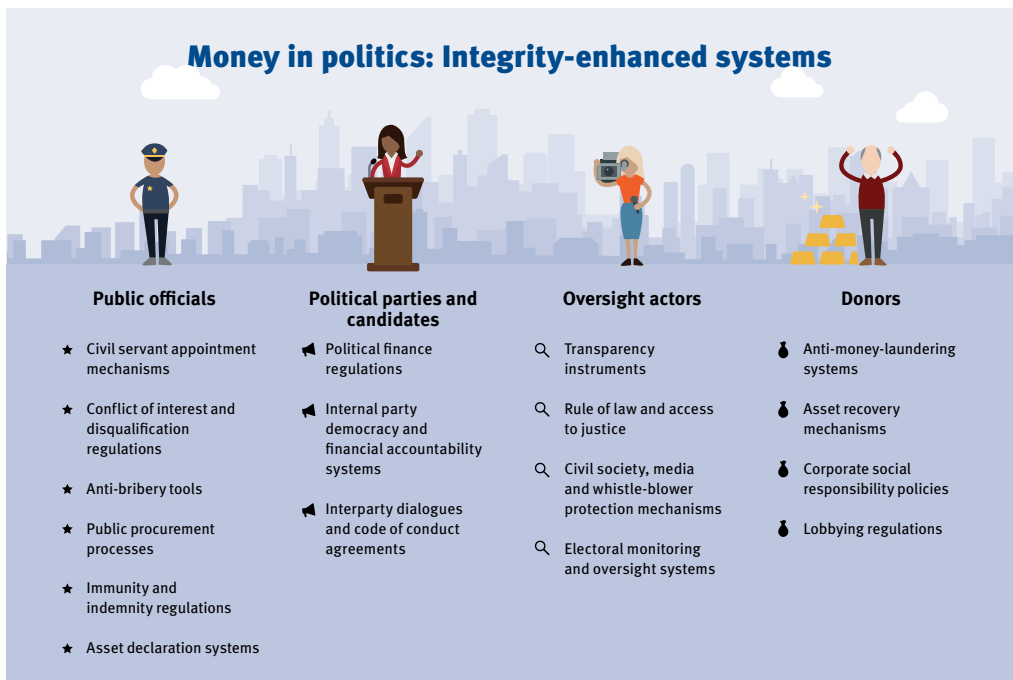 Money in politics: Integrity-enhanced systems
Public officials
Civil servant appointment
mechanisms
Conflict of interest and
disqualification
regulations
Anti-bribery tools
Public procurement
processes
Immunity and
indemnity regulations
Asset declaration systems
Political parties and
candidates
Political finance
regulations
Internal party
democracy and
financial accountability
systems
Interparty dialogues
and code of conduct
agreements
Oversight actors
Transparency
instruments
Rule of law and access
to justice
Civil society, media
and whistle-blower
protection mechanisms
Electoral monitoring
and oversight systems
Donors
Anti-money-laundering
systems
Asset recovery
mechanisms
Corporate social
responsibility policies
Lobbying regulations